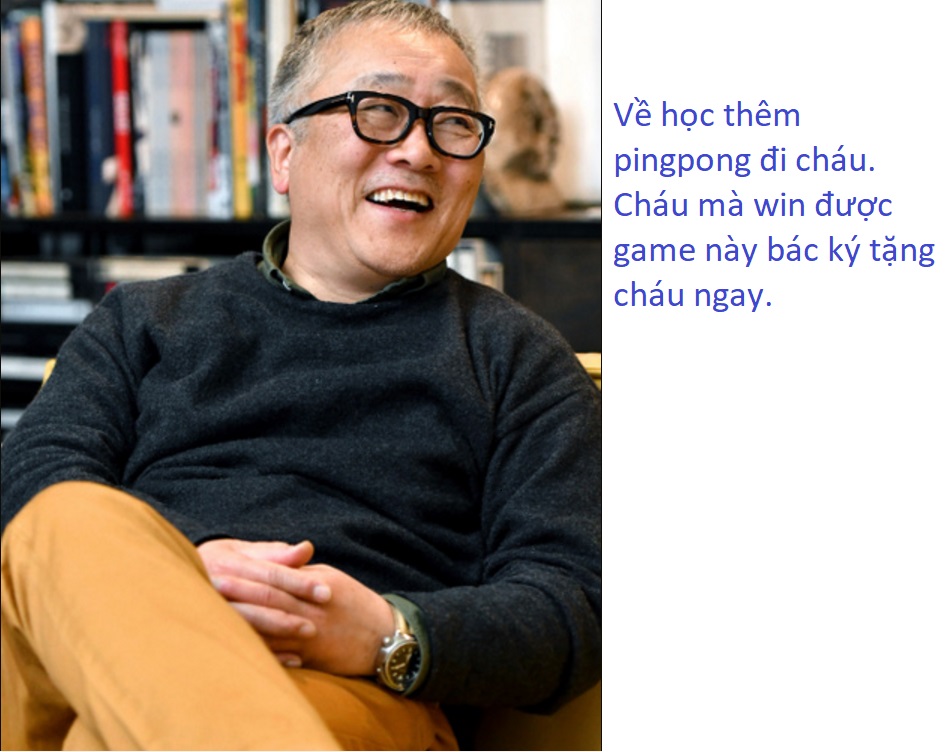 Về học thêm
pingpong đi cháu.
Cháu mà win được
game này bác ký tặng
cháu ngay.